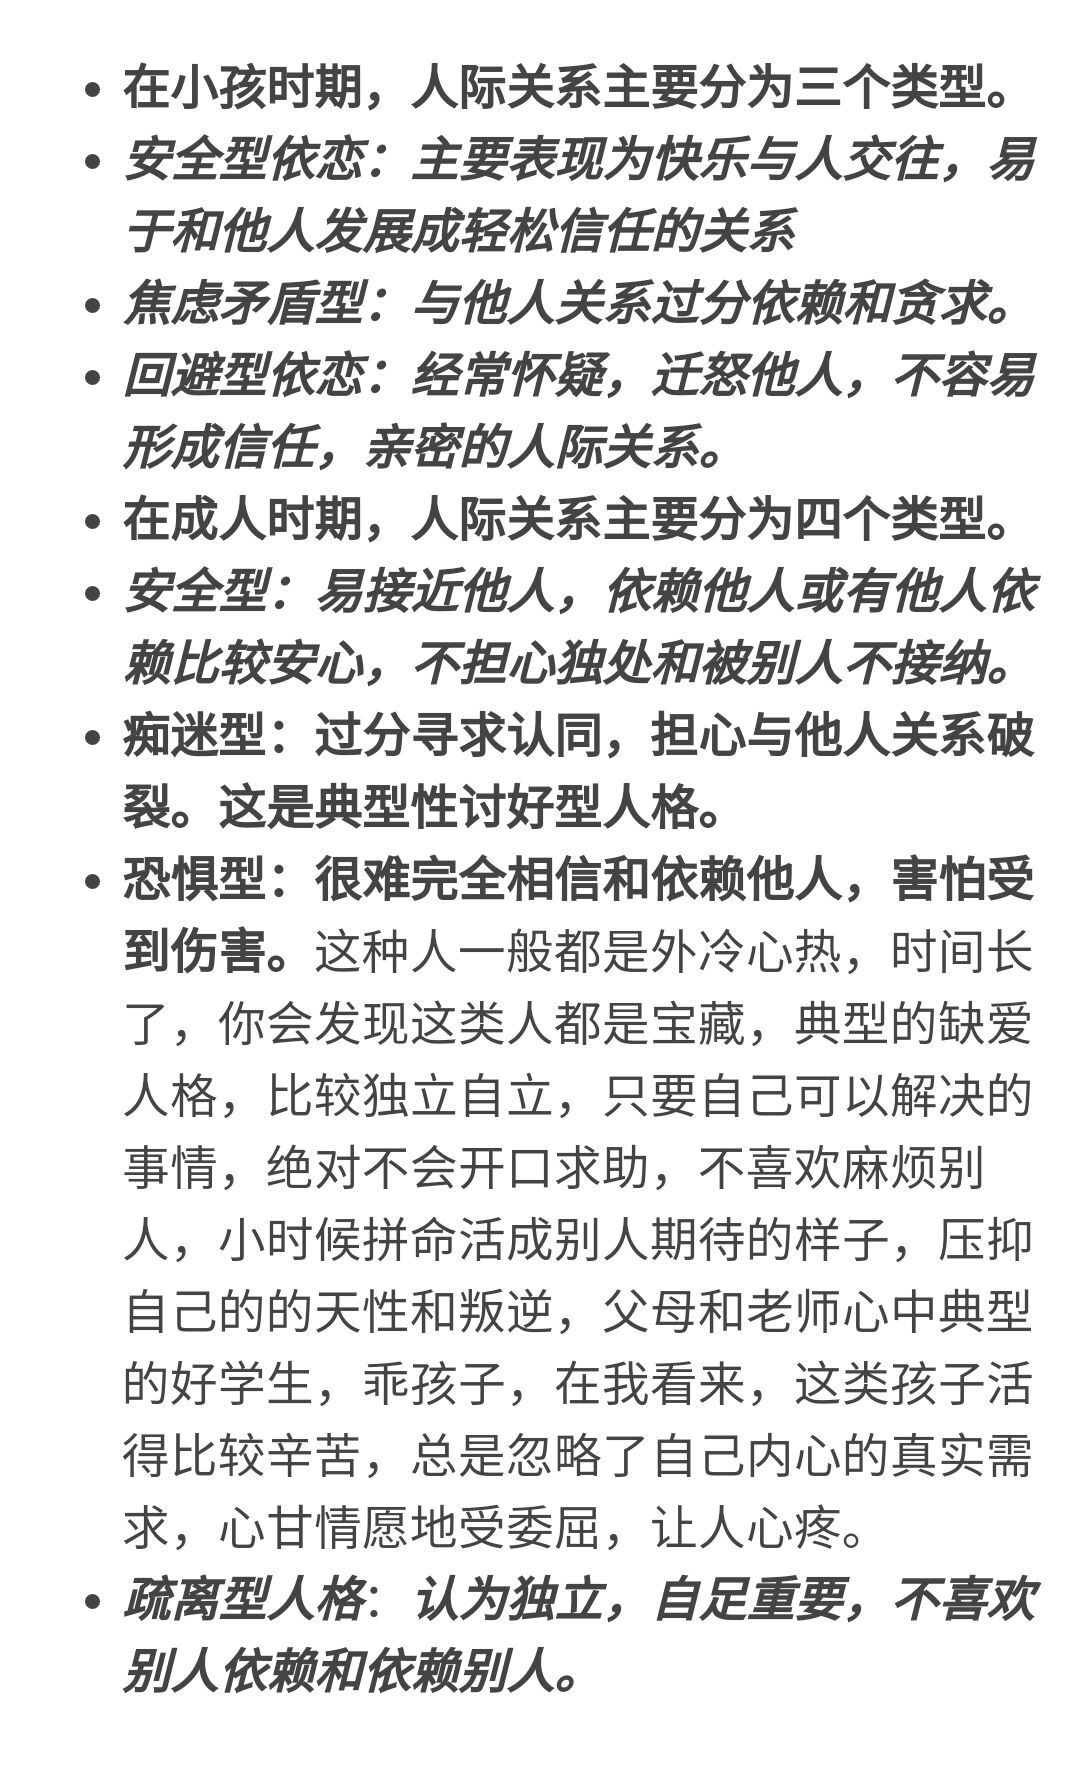 • 在小孩时期，人际关系主要分为三个类型。
• 安全型依恋：主要表现为快乐与人交往，易
于和他人发展成轻松信任的关系
• 焦虑矛盾型：与他人关系过分依赖和贪求。
• 回避型依恋：经常怀疑，迁怒他人，不容易
形成信任，亲密的人际关系。
• 在成人时期，人际关系主要分为四个类型。
• 安全型：易接近他人，依赖他人或有他人依
赖比较安心，不担心独处和被别人不接纳。
• 痴迷型：过分寻求认同，担心与他人关系破
裂。这是典型性讨好型人格。
• 恐惧型：很难完全相信和依赖他人，害怕受
到伤害。这种人一般都是外冷心热，时间长
了，你会发现这类人都是宝藏，典型的缺爱
人格，比较独立自立，只要自己可以解决的
事情，绝对不会开口求助，不喜欢麻烦别
人，小时候拼命活成别人期待的样子，压抑
自己的的天性和叛逆，父母和老师心中典型
的好学生，乖孩子，在我看来，这类孩子活
得比较辛苦，总是忽略了自己内心的真实需
求，心甘情愿地受委屈，让人心疼。
• 疏离型人格：认为独立，自足重要，不喜欢
别人依赖和依赖别人。